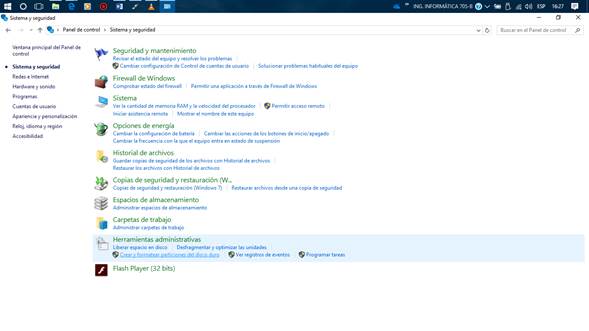 ING. INFORMÁTICA 705-B ESP 16:27
Sistema y seguridad
Panel de control > Sistema y seguridad
Buscar en el Panel de control
Ventana principal del Panel de
control
Sistema y seguridad
Redes e Internet
Hardware y sonido
Programas
Cuentas de usuario
Apariencia y personalización
Reloj, idioma y región
Accesibilidad
Seguridad y mantenimiento
Revisar el estado del equipo y resolver los problemas
Cambiar configuración de Control de cuentas de usuario Solucionar problemas habituales del equipo
Firewall de Windows
Comprobar estado del firewall Permitir una aplicación a través de Firewall de Windows
Sistema
Ver la cantidad de memoria RAM y la velocidad del procesador Permitir acceso remoto
Iniciar asistencia remota Mostrar el nombre de este equipo
Opciones de energía
Cambiar la configuración de batería Cambiar las acciones de los botones de inicio/apagado
Cambiar la frecuencia con la que el equipo entra en estado de suspensión
Historial de archivos
Guardar copias de seguridad de los archivos con Historial de archivos
Restaurar los archivos con Historial de archivos
Copias de seguridad y restauración (W...
Copias de seguridad y restauración (Windows 7) Restaurar archivos desde una copia de seguridad
Espacios de almacenamiento
Administrar espacios de almacenamiento
Carpetas de trabajo
Administrar carpetas de trabajo
Herramientas administrativas
Liberar espacio en disco Desfragmentar y optimizar las unidades
Crear y formatear particiones del disco duro Ver registros de eventos Programar tareas
Flash Player (32 bits)